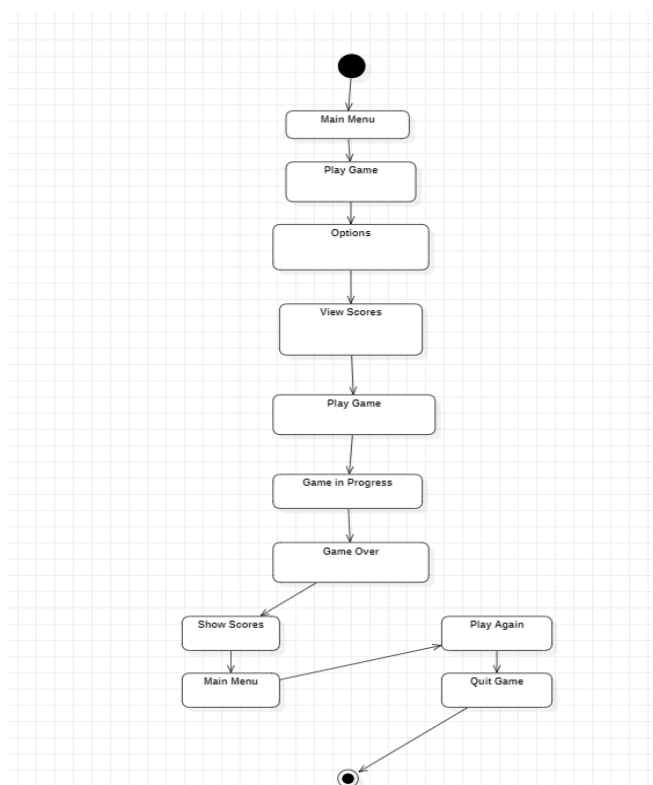 Main Menu
Play Game
Options
View Scores
Play Game
Game in Progress
Game Over
Show Scores
Play Again
Main Menu
Quit Game